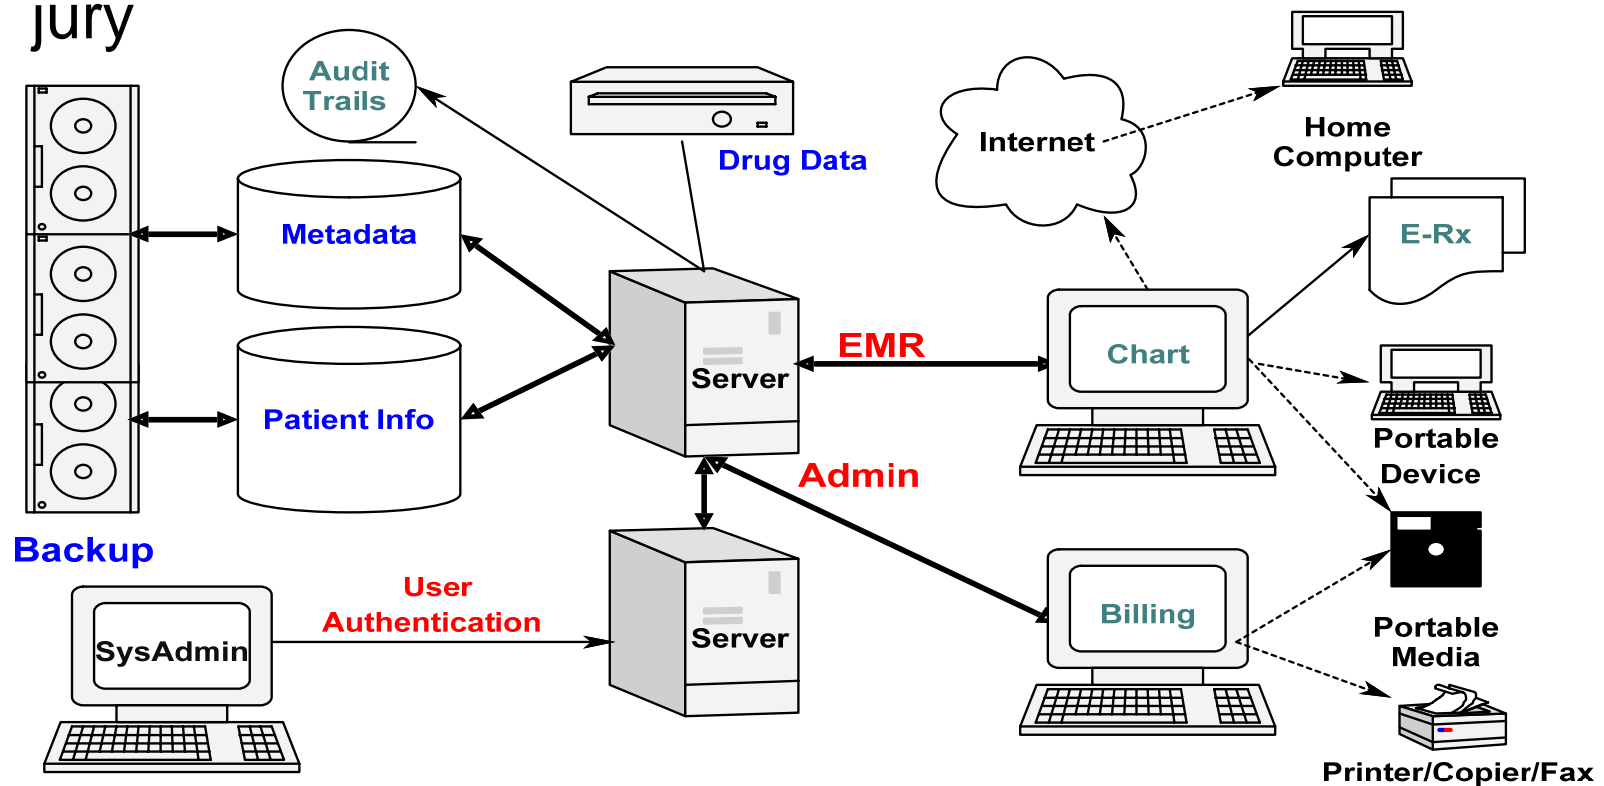 jury
Audit
Trails
Drug Data
Internet
Home
Computer
Metadata
E-Rx
EMR
Chart
Server
Patient Info
Portable
Device
Admin
Backup
User
Authentication
Billing
SysAdmin
Server
Portable
Media
Printer/Copier/Fax